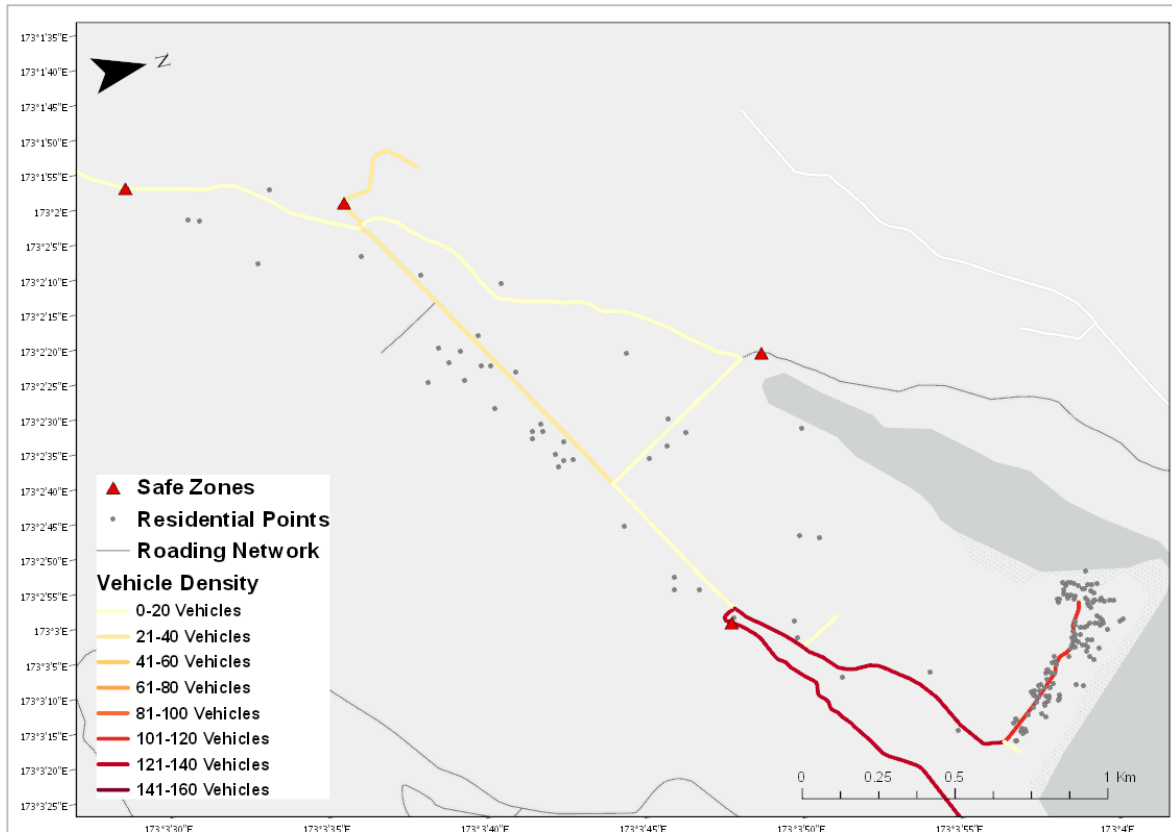 173°1'35"E
173°1'40"E
173°1'45"E
173°1'50"E
173°1'55"E
173°2'E
173°2'5"E
173°2'10"E
173°2'15"E
173°2'20"E
173°2'25"E
173°2'30"E
173°2'35"E
173°2'40"E
173°2'45"E
173°2'50"E
173°2'55"E
173°3'E
173°3'5"E
173°3'10"E
173°3'15"E
173°3'20"E
173°3'25"E
N
Safe Zones
Residential Points
Roading Network
Vehicle Density
0-20 Vehicles
21-40 Vehicles
41-60 Vehicles
61-80 Vehicles
81-100 Vehicles
101-120 Vehicles
121-140 Vehicles
141-160 Vehicles
0 0.25 0.5 1 Km
173°3'30"E 173°3'35"E 173°3'40"E 173°3'45"E 173°3'50"E 173°3'55"E 173°4'E